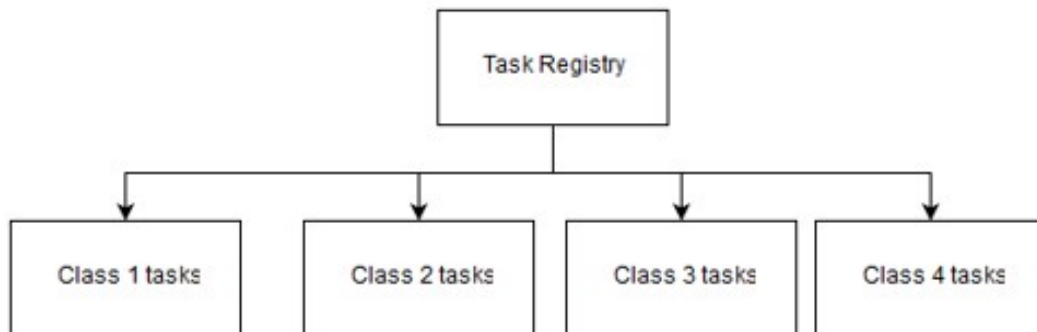 Task Registry
Class 1 tasks
Class 2 tasks
Class 3 tasks
Class 4 tasks